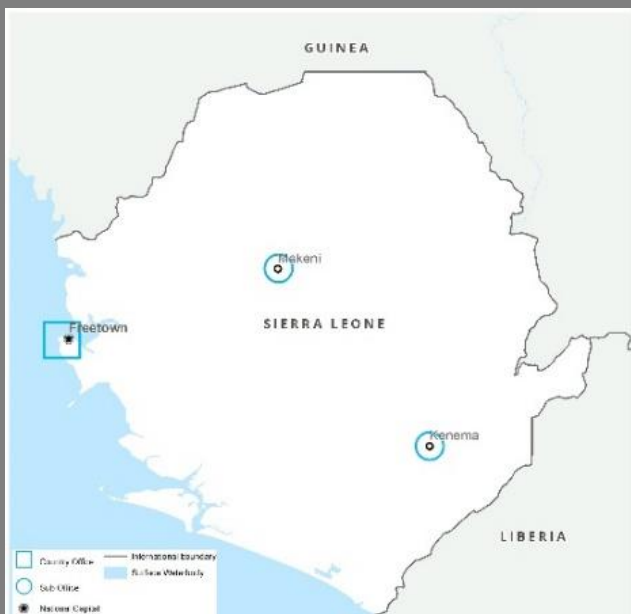 GUINEA
Makeni
SIERRA LEONE
Freetown
Kenema
LIBERIA
Country Office
International boundary
Surface Waterbody
Sub Office
National Capital